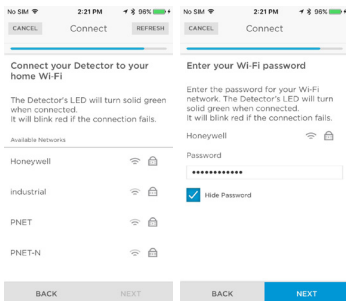 No SIM 2:21 PM 96%
CANCEL Connect REFRESH
Connect your Detector to your
home Wi-Fi
The Detector's LED will turn solid green
when connected.
It will blink red if the connection fails.
Available Networks
Honeywell
industrial
PNET
PNET-N
BACK NEXT
No SIM 2:21 PM 96%
CANCEL Connect
Enter your Wi-Fi password
Enter the password for your Wi-Fi
network. The Detector's LED will turn
solid green when connected.
It will blink red if the connection fails.
Honeywell
Password
••••••••••••
Hide Password
BACK NEXT